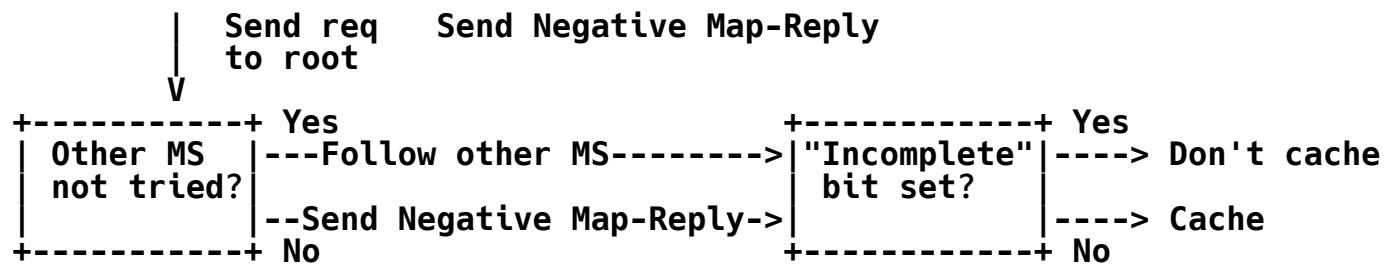 |  Send req   Send Negative Map-Reply
|  to root
V
+-----------+ Yes                          +------------+ Yes
| Other MS  |---Follow other MS-------->|"Incomplete"|----> Don't cache
| not tried?|                           | bit set?   |
|           |--Send Negative Map-Reply->|            |----> Cache
+-----------+ No                           +------------+ No